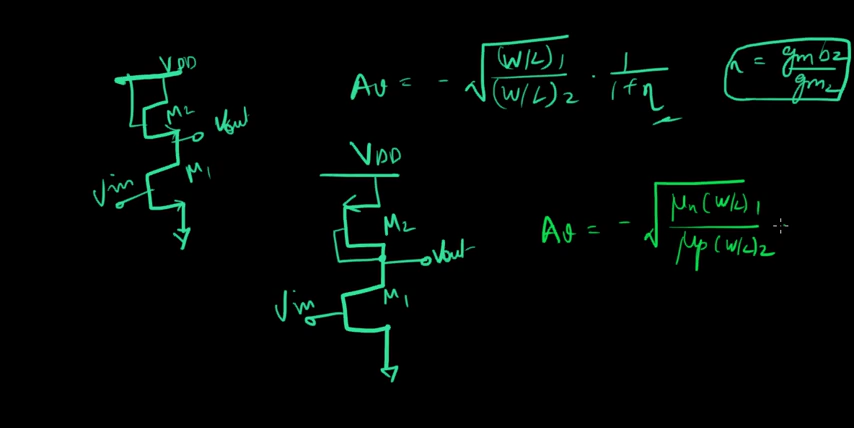 VDD
M2
Vout
M1
Vin
Av = - √((W/L)1 / (W/L)2) · 1/(1+η)
η = gmb2/gm2
VDD
M2
Vout
M1
Vin
Av = - √(μn(W/L)1 / μp(W/L)2)